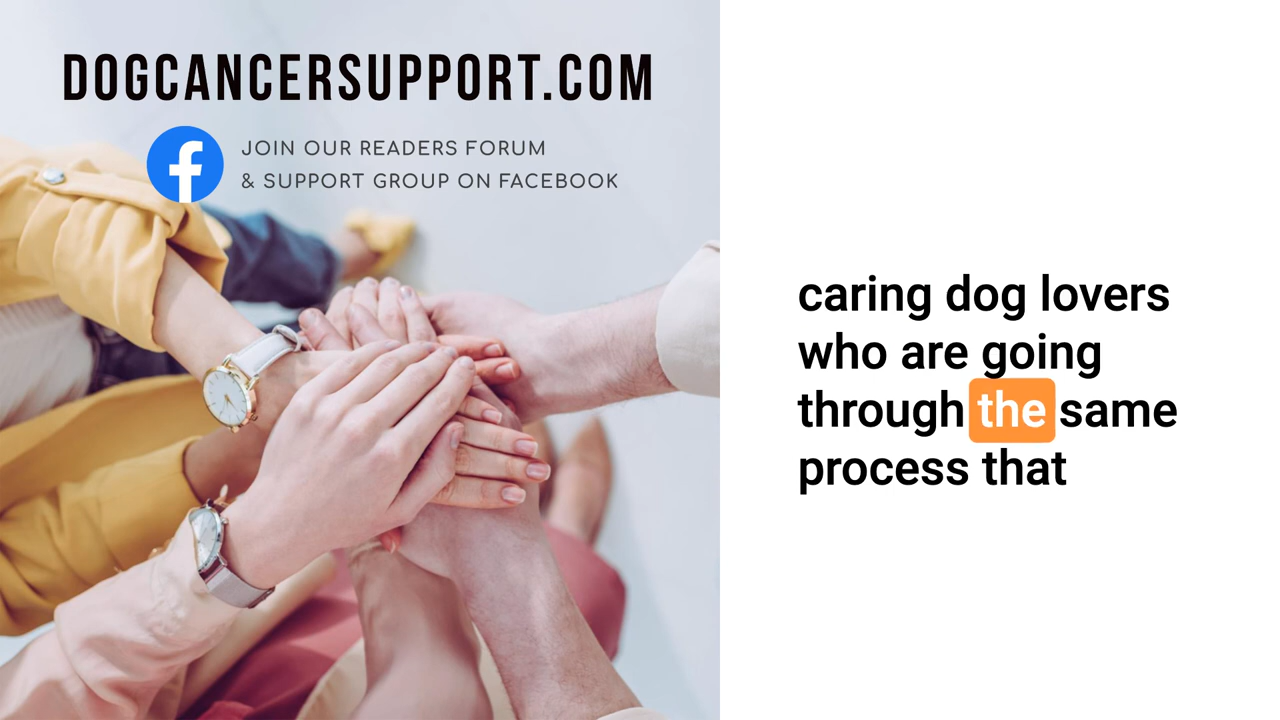 DOGCANCERSUPPORT.COM
JOIN OUR READERS FORUM
& SUPPORT GROUP ON FACEBOOK
caring dog lovers
who are going
through the same
process that